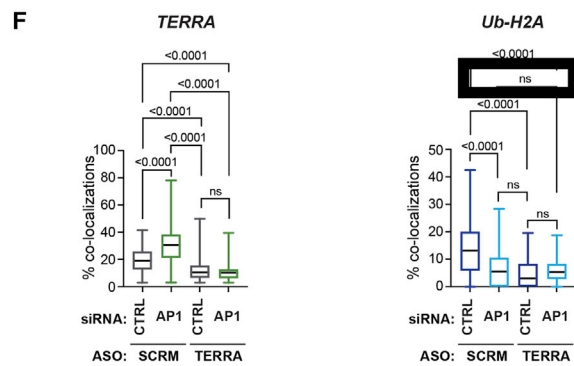 F
TERRA
Ub-H2A
<0.0001
<0.0001
<0.0001
<0.0001
<0.0001
ns
% co-localizations
100
80
60
40
20
0
siRNA: CTRL AP1 CTRL AP1
ASO: SCRM TERRA
<0.0001
ns
<0.0001
<0.0001
ns
ns
% co-localizations
50
40
30
20
10
0
siRNA: CTRL AP1 CTRL AP1
ASO: SCRM TERRA